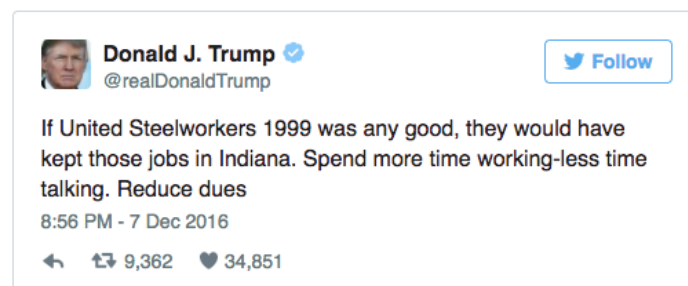 Donald J. Trump
@realDonaldTrump
Follow
If United Steelworkers 1999 was any good, they would have
kept those jobs in Indiana. Spend more time working-less time
talking. Reduce dues
8:56 PM - 7 Dec 2016
9,362 34,851